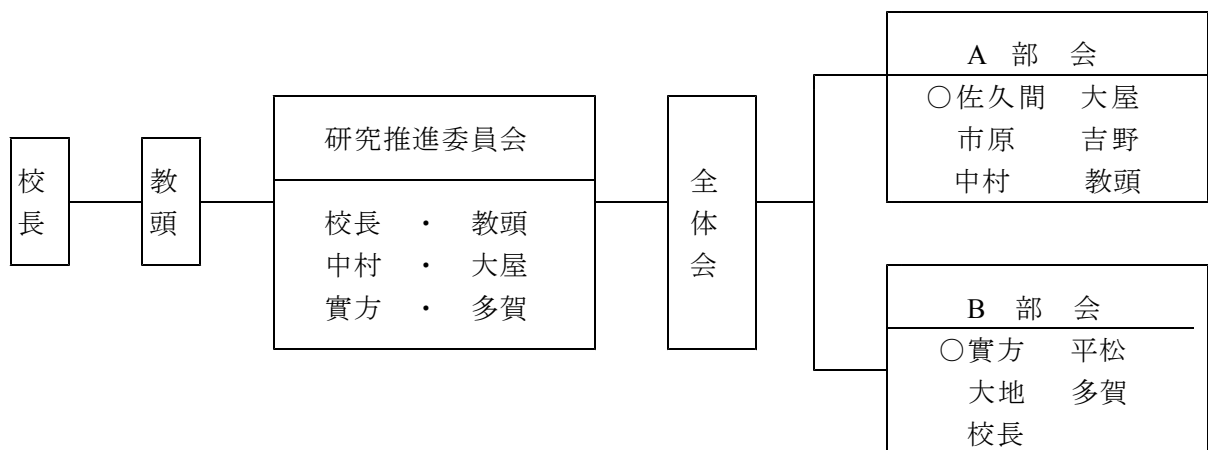 校長
教頭
研究推進委員会
校長 ・ 教頭
中村 ・ 大屋
實方 ・ 多賀
全体会
A 部 会
○佐久間 大屋
市原 吉野
中村 教頭
B 部 会
○實方 平松
大地 多賀
校長